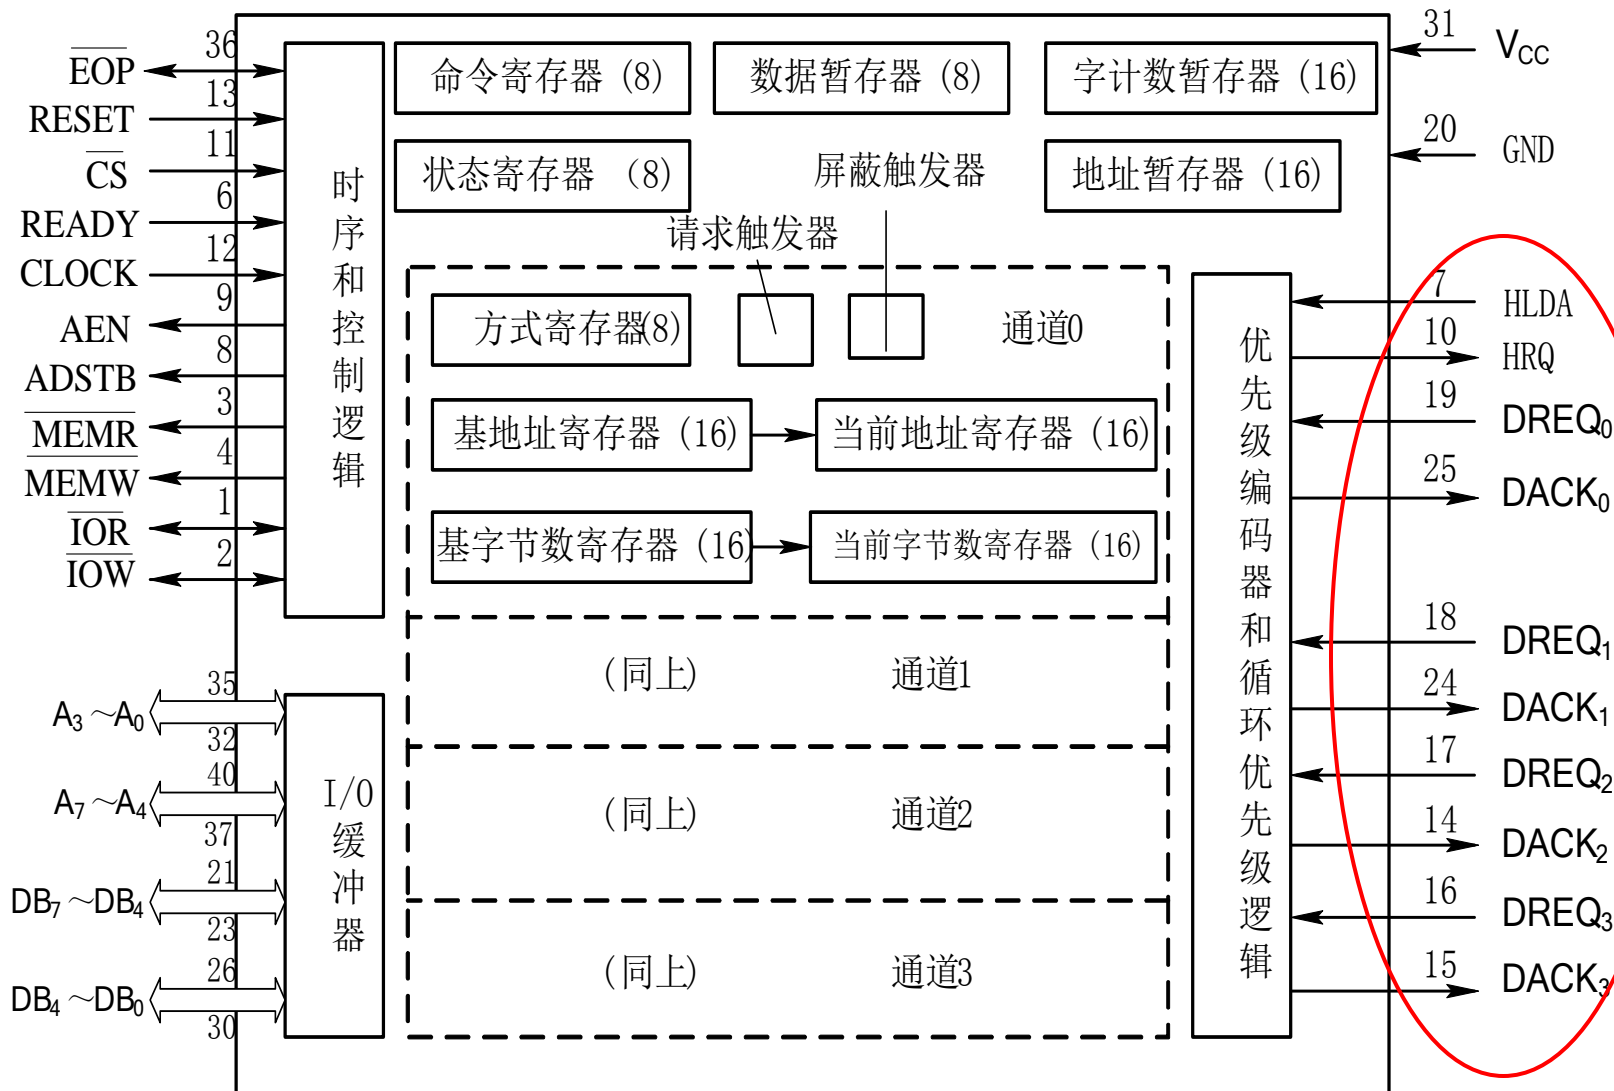 36
EOP
13
RESET
11
CS
6
READY
12
CLOCK
9
AEN
8
ADSTB
3
MEMR
4
MEMW
1
IOR
2
IOW
35
A₃～A₀
32
40
A₇～A₄
37
21
DB₇～DB₄
23
26
DB₄～DB₀
30
时序和控制逻辑
I/O缓冲器
命令寄存器 (8)
数据暂存器 (8)
字计数暂存器 (16)
状态寄存器 (8)
屏蔽触发器
地址暂存器 (16)
请求触发器
方式寄存器(8)
通道0
基地址寄存器 (16)
当前地址寄存器 (16)
基字节数寄存器 (16)
当前字节数寄存器 (16)
(同上)
通道1
(同上)
通道2
(同上)
通道3
优先级编码器和循环优先级逻辑
31
V_CC
20
GND
7
HLDA
10
HRQ
19
DREQ₀
25
DACK₀
18
DREQ₁
24
DACK₁
17
DREQ₂
14
DACK₂
16
DREQ₃
15
DACK₃